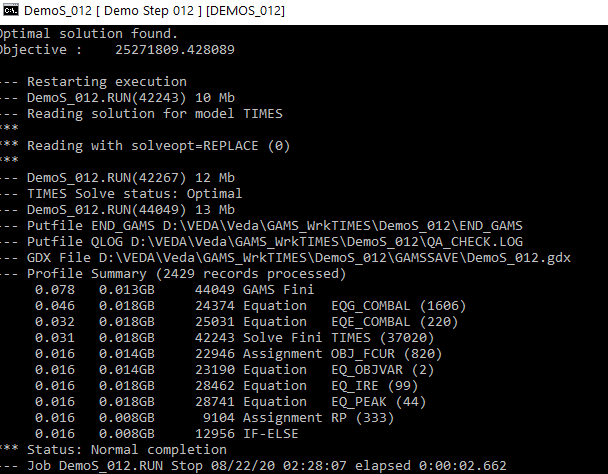 DemoS_012 [ Demo Step 012 ] [DEMOS_012]
Optimal solution found.
Objective :    25271809.428089
--- Restarting execution
--- DemoS_012.RUN(42243) 10 Mb
--- Reading solution for model TIMES
***
*** Reading with solveopt=REPLACE (0)
***
--- DemoS_012.RUN(42267) 12 Mb
--- TIMES Solve status: Optimal
--- DemoS_012.RUN(44049) 13 Mb
--- Putfile END_GAMS D:\VEDA\Veda\GAMS_WrkTIMES\DemoS_012\END_GAMS
--- Putfile QLOG D:\VEDA\Veda\GAMS_WrkTIMES\DemoS_012\QA_CHECK.LOG
--- GDX File D:\VEDA\Veda\GAMS_WrkTIMES\DemoS_012\GAMSSAVE\DemoS_012.gdx
--- Profile Summary (2429 records processed)
0.078   0.013GB     44049 GAMS Fini
0.046   0.018GB     24374 Equation   EQG_COMBAL (1606)
0.032   0.018GB     25031 Equation   EQE_COMBAL (220)
0.031   0.018GB     42243 Solve Fini TIMES (37020)
0.016   0.014GB     22946 Assignment OBJ_FCUR (820)
0.016   0.014GB     23190 Equation   EQ_OBJVAR (2)
0.016   0.018GB     28462 Equation   EQ_IRE (99)
0.016   0.018GB     28741 Equation   EQ_PEAK (44)
0.016   0.008GB      9104 Assignment RP (333)
0.016   0.008GB     12956 IF-ELSE
*** Status: Normal completion
--- Job DemoS_012.RUN Stop 08/22/20 02:28:07 elapsed 0:00:02.662